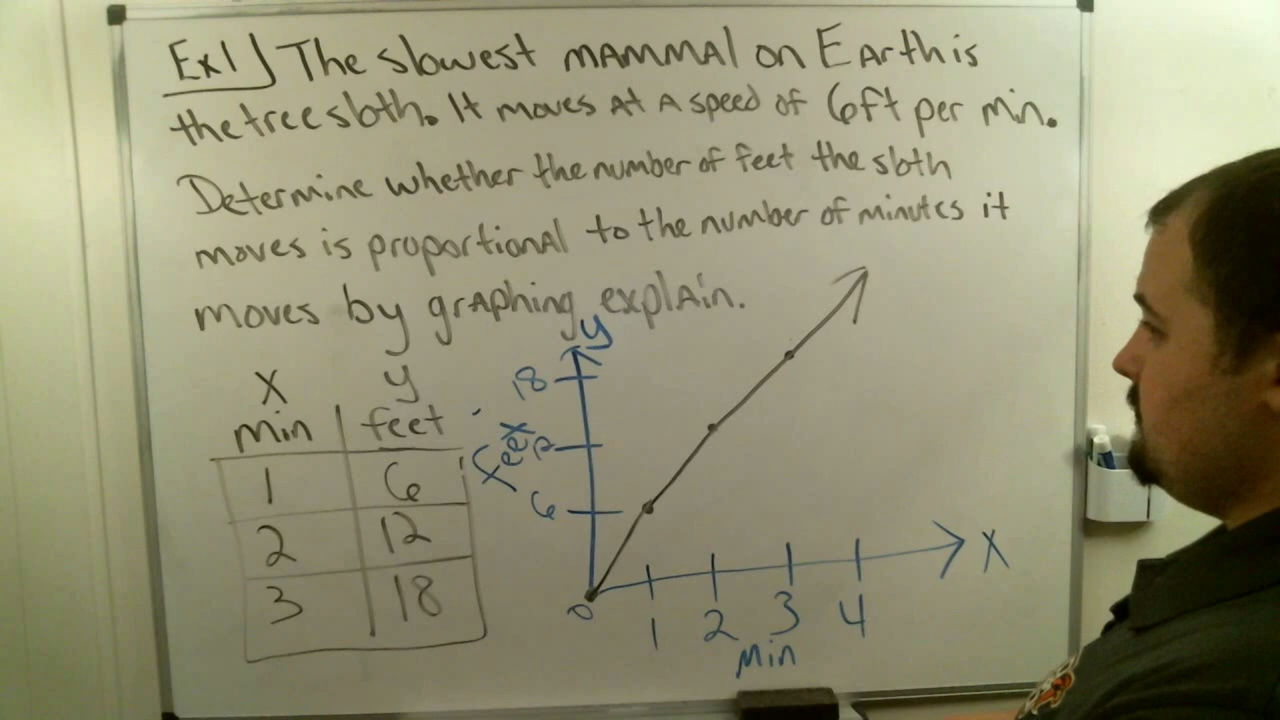 Ex1) The slowest mammal on Earth is
the tree sloth. It moves at a speed of 6ft per min.
Determine whether the number of feet the sloth
moves is proportional to the number of minutes it
moves by graphing explain.
x y
min feet
1 6
2 12
3 18
y
18
12
6
feet
0
1 2 3 4
x
min